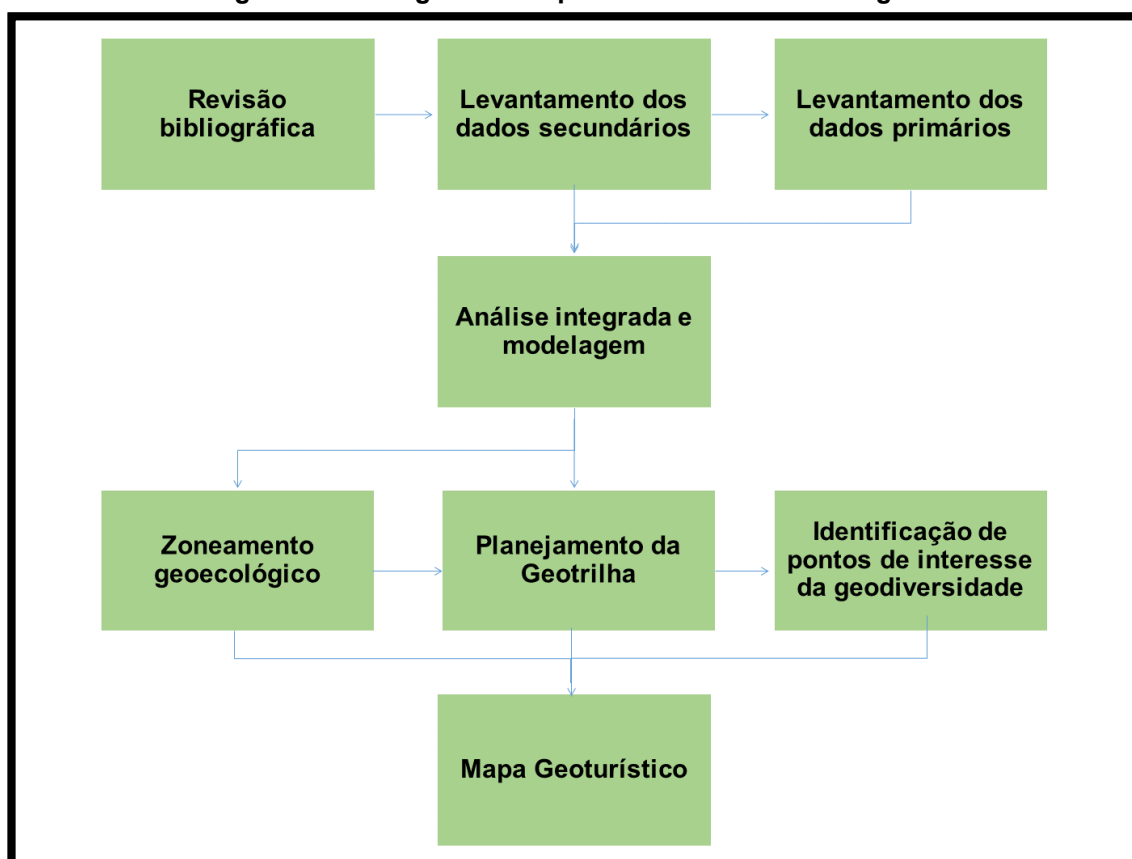 Revisão
bibliográfica
Levantamento dos
dados secundários
Levantamento dos
dados primários
Análise integrada e
modelagem
Zoneamento
geoecológico
Planejamento da
Geotrilha
Identificação de
pontos de interesse
da geodiversidade
Mapa Geoturístico